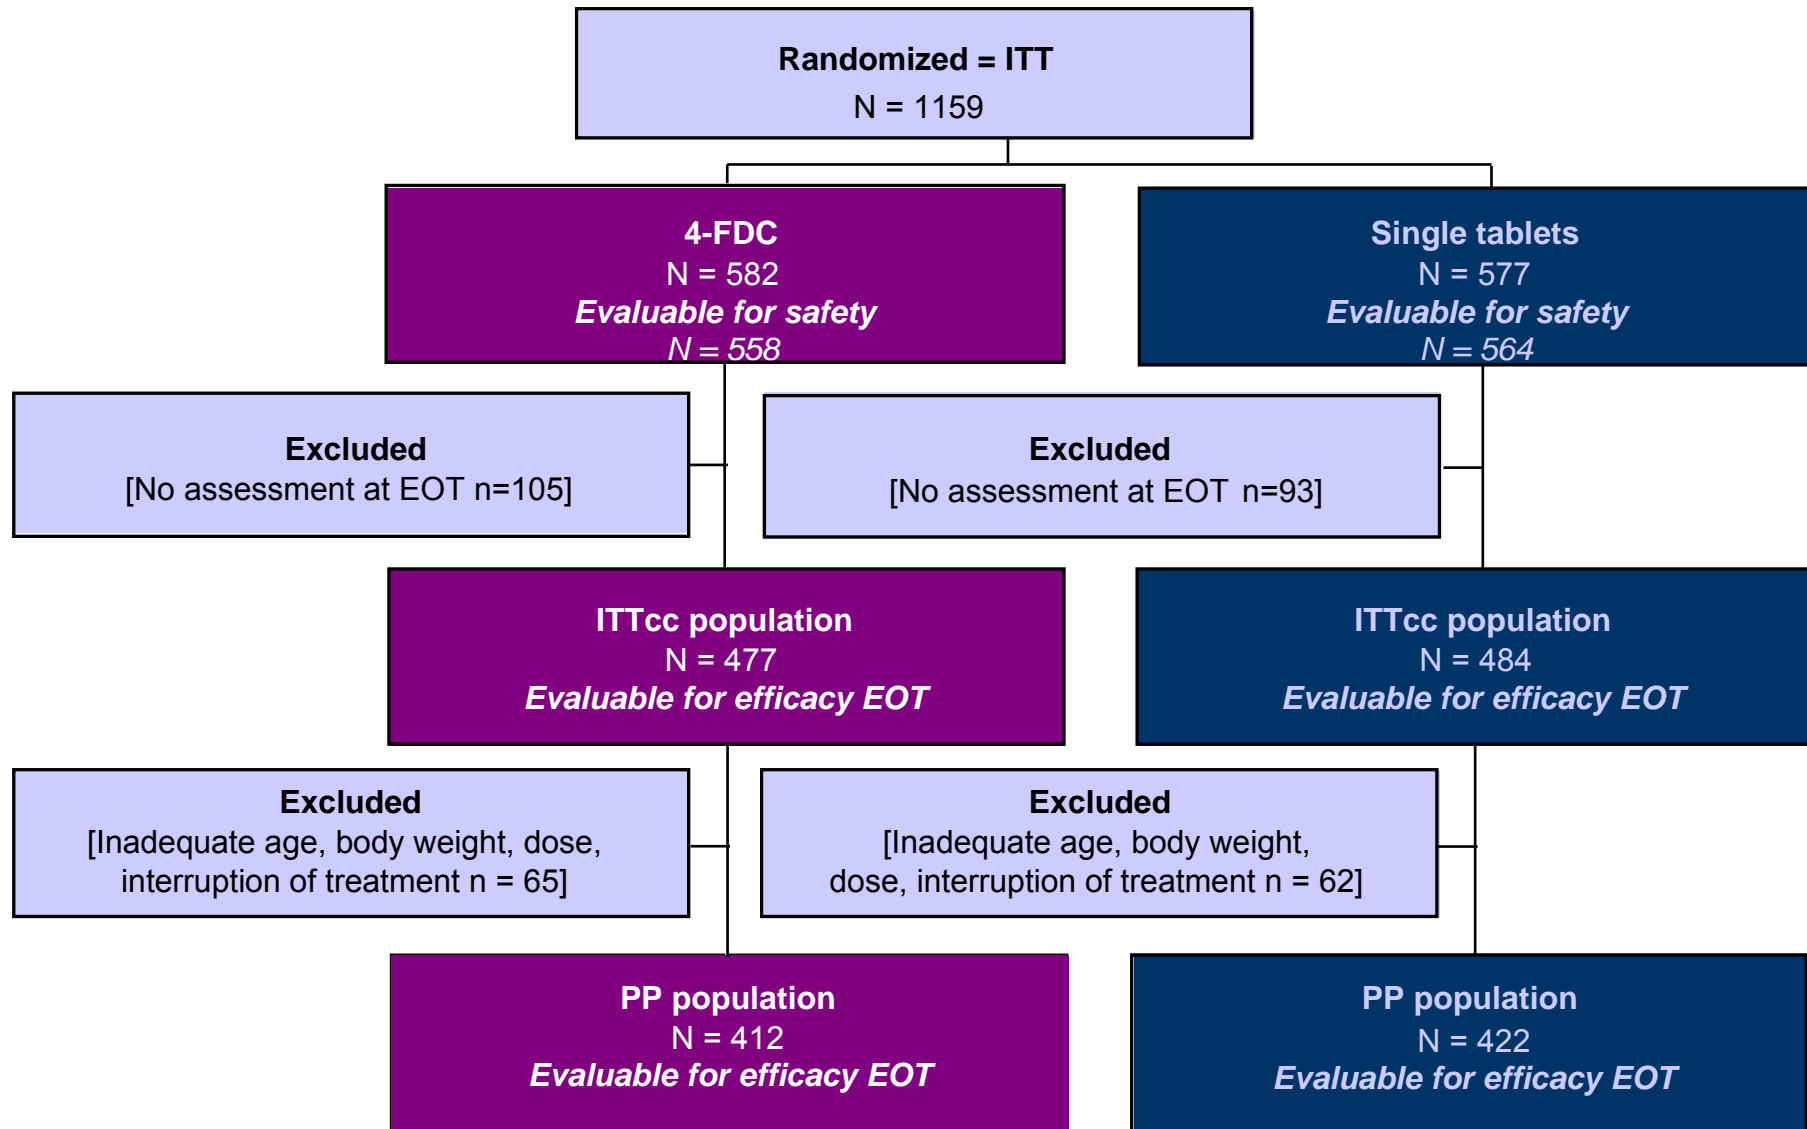 Randomized = ITT
N = 1159
4-FDC
N = 582
Evaluable for safety
N = 558
Single tablets
N = 577
Evaluable for safety
N = 564
Excluded
[No assessment at EOT n=105]
Excluded
[No assessment at EOT n=93]
ITTcc population
N = 477
Evaluable for efficacy EOT
ITTcc population
N = 484
Evaluable for efficacy EOT
Excluded
[Inadequate age, body weight, dose,
interruption of treatment n = 65]
Excluded
[Inadequate age, body weight,
dose, interruption of treatment n = 62]
PP population
N = 412
Evaluable for efficacy EOT
PP population
N = 422
Evaluable for efficacy EOT